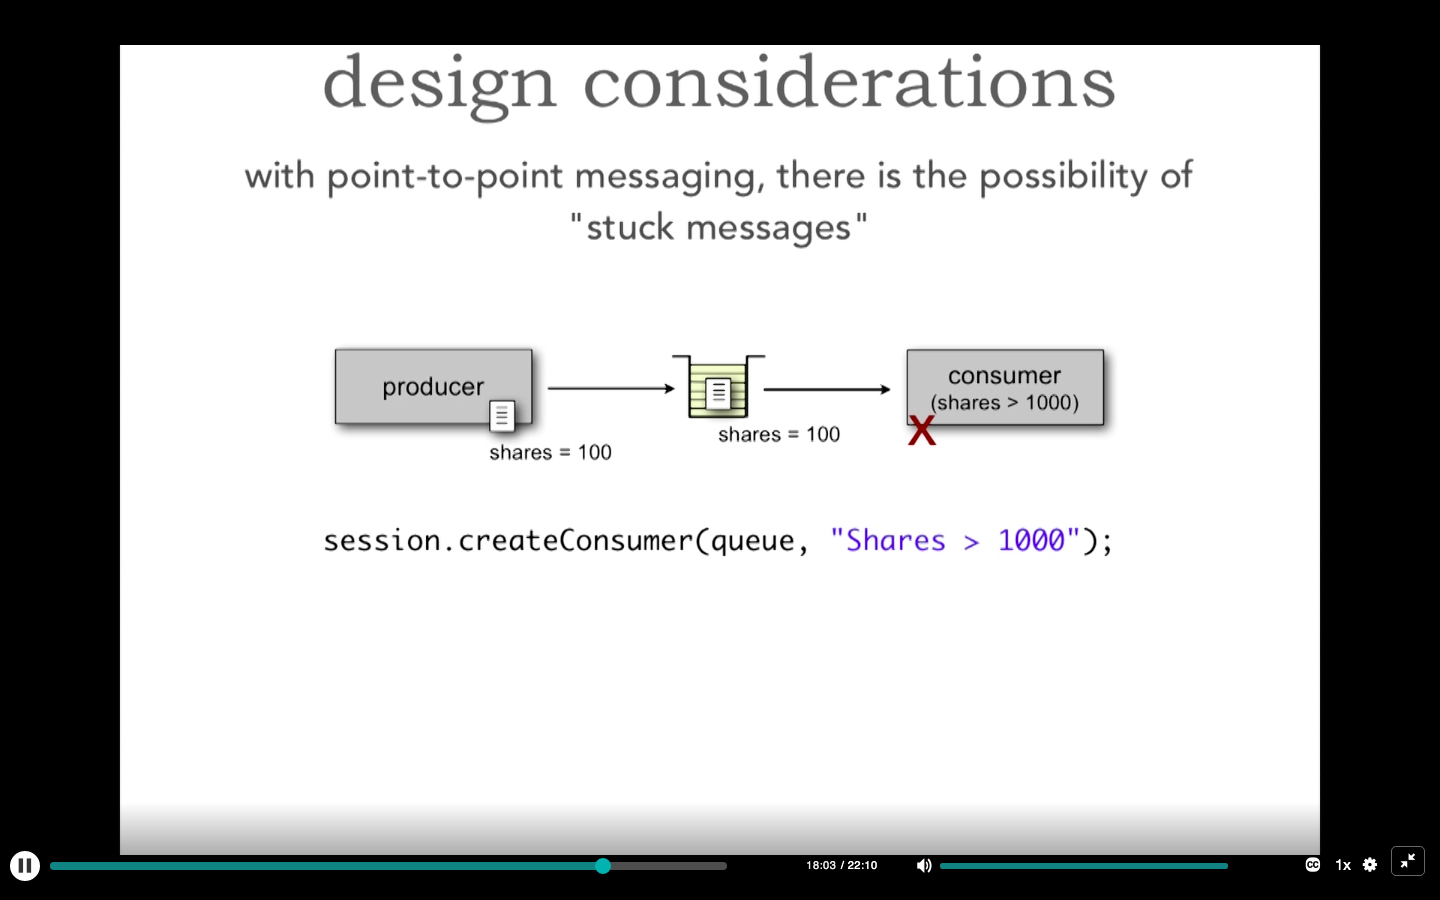 design considerations
with point-to-point messaging, there is the possibility of
"stuck messages"
producer
consumer
(shares > 1000)
X
shares = 100
shares = 100
session.createConsumer(queue, "Shares > 1000");
18:03 / 22:10
CC
1x